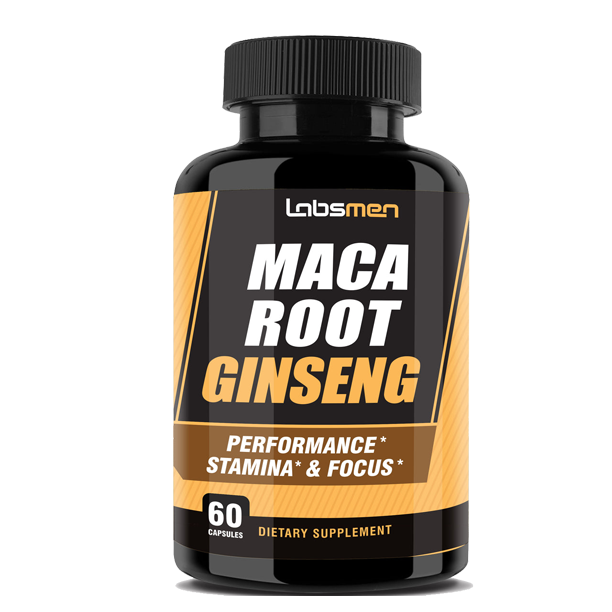 Labsmen
MACA
ROOT
GINSENG
PERFORMANCE*
STAMINA* & FOCUS*
60
CAPSULES
DIETARY SUPPLEMENT